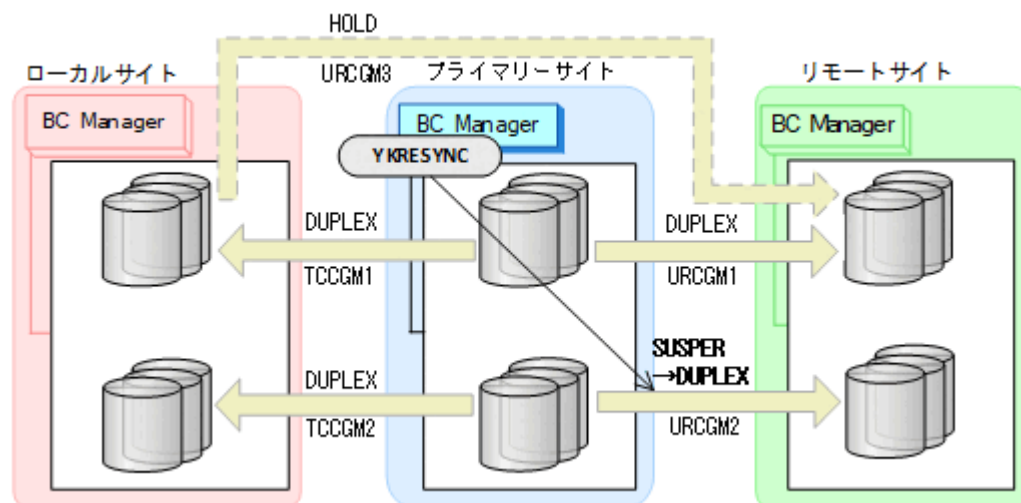 HOLD
URCGM3
ローカルサイト
プライマリーサイト
リモートサイト
BC Manager
BC Manager
BC Manager
YKRESYNC
DUPLEX
TCCGM1
DUPLEX
URCGM1
DUPLEX
TCCGM2
SUSPER
→DUPLEX
URCGM2